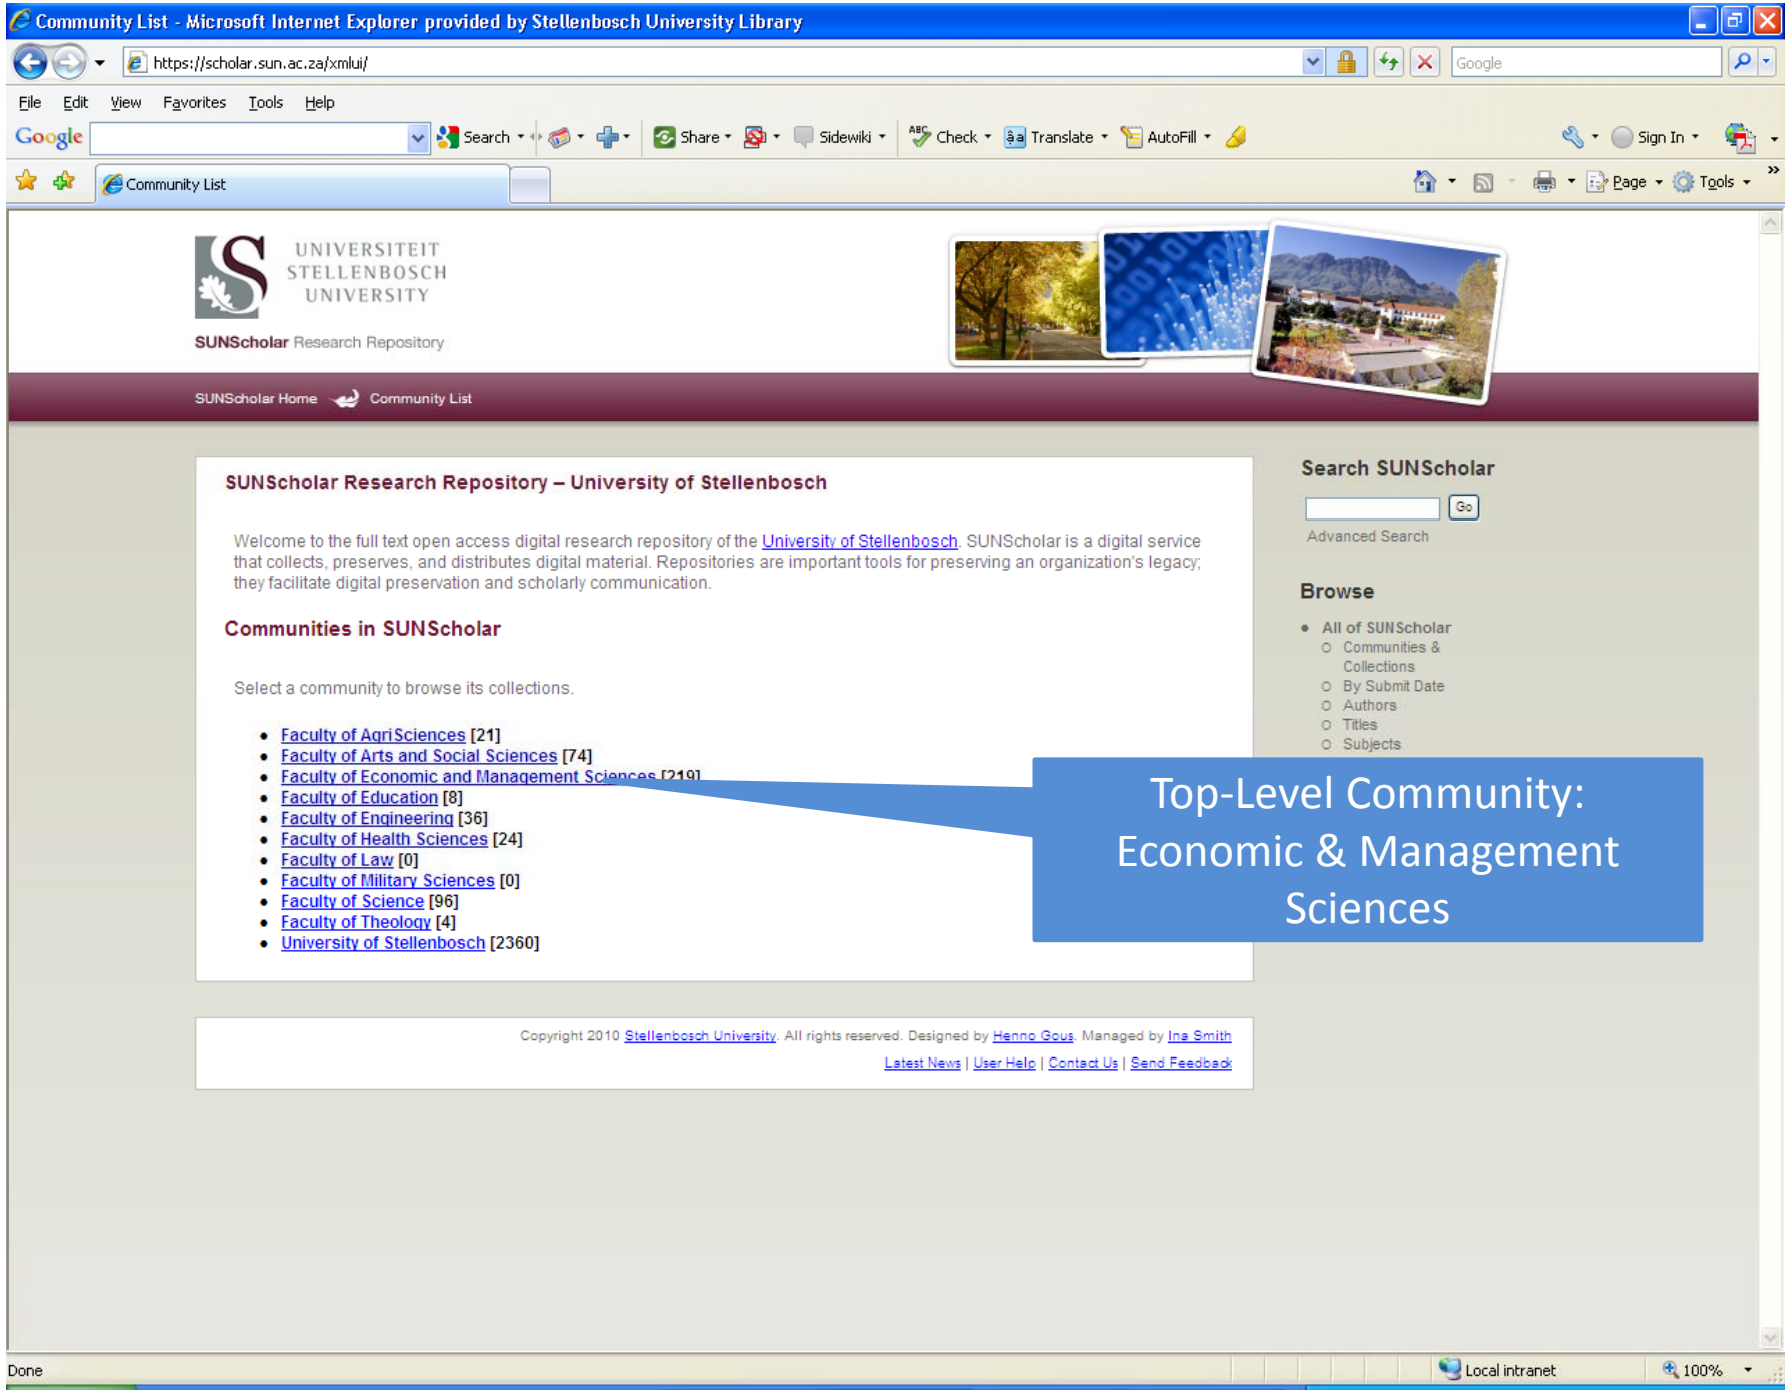 Community List - Microsoft Internet Explorer provided by Stellenbosch University Library
https://scholar.sun.ac.za/xmlui/
Google
File Edit View Favorites Tools Help
Google Search Share Sidewiki ABC Check âa Translate AutoFill Sign In
Community List Page Tools »
UNIVERSITEIT
STELLENBOSCH
UNIVERSITY
SUNScholar Research Repository
SUNScholar Home Community List
SUNScholar Research Repository – University of Stellenbosch
Welcome to the full text open access digital research repository of the University of Stellenbosch. SUNScholar is a digital service
that collects, preserves, and distributes digital material. Repositories are important tools for preserving an organization's legacy;
they facilitate digital preservation and scholarly communication.
Communities in SUNScholar
Select a community to browse its collections.
Faculty of AgriSciences [21]
Faculty of Arts and Social Sciences [74]
Faculty of Economic and Management Sciences [219]
Faculty of Education [8]
Faculty of Engineering [36]
Faculty of Health Sciences [24]
Faculty of Law [0]
Faculty of Military Sciences [0]
Faculty of Science [96]
Faculty of Theology [4]
University of Stellenbosch [2360]
Search SUNScholar
Go
Advanced Search
Browse
All of SUNScholar
Communities &
Collections
By Submit Date
Authors
Titles
Subjects
Top-Level Community:
Economic & Management
Sciences
Copyright 2010 Stellenbosch University. All rights reserved. Designed by Henno Gous. Managed by Ina Smith
Latest News | User Help | Contact Us | Send Feedback
Done Local intranet 100%